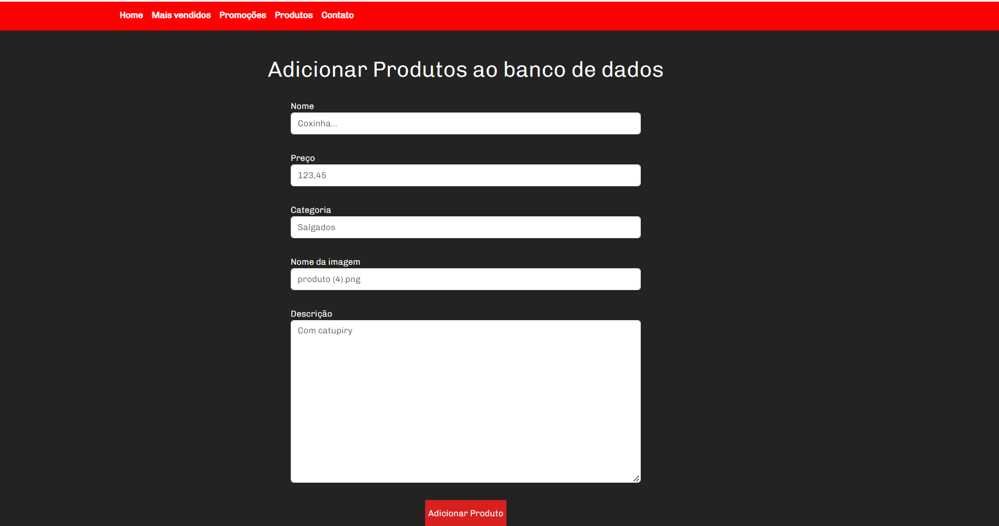 Home Mais vendidos Promoções Produtos Contato
Adicionar Produtos ao banco de dados
Nome
Coxinha...
Preço
123,45
Categoria
Salgados
Nome da imagem
produto (4).png
Descrição
Com catupiry
Adicionar Produto